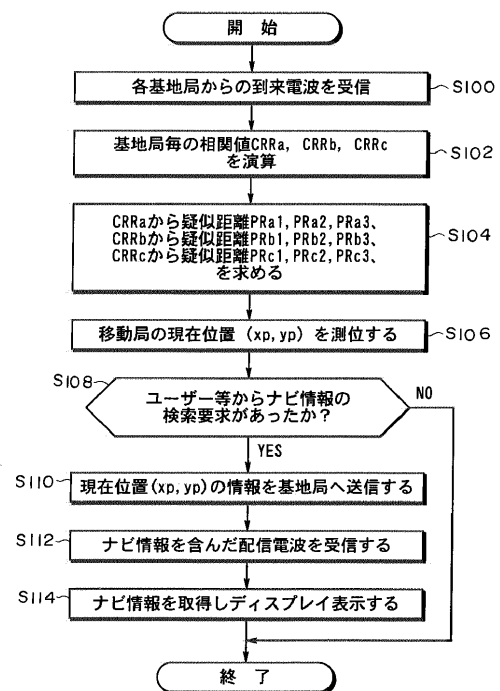 開 始
各基地局からの到来電波を受信
S100
基地局毎の相関値CRRa, CRRb, CRRc
を演算
S102
CRRaから疑似距離PRa1,PRa2,PRa3、
CRRbから疑似距離PRb1,PRb2,PRb3、
CRRcから疑似距離PRc1,PRc2,PRc3、
を求める
S104
移動局の現在位置 (xp,yp) を測位する
S106
S108
ユーザー等からナビ情報の
検索要求があったか？
NO
YES
S110
現在位置(xp,yp)の情報を基地局へ送信する
S112
ナビ情報を含んだ配信電波を受信する
S114
ナビ情報を取得しディスプレイ表示する
終 了